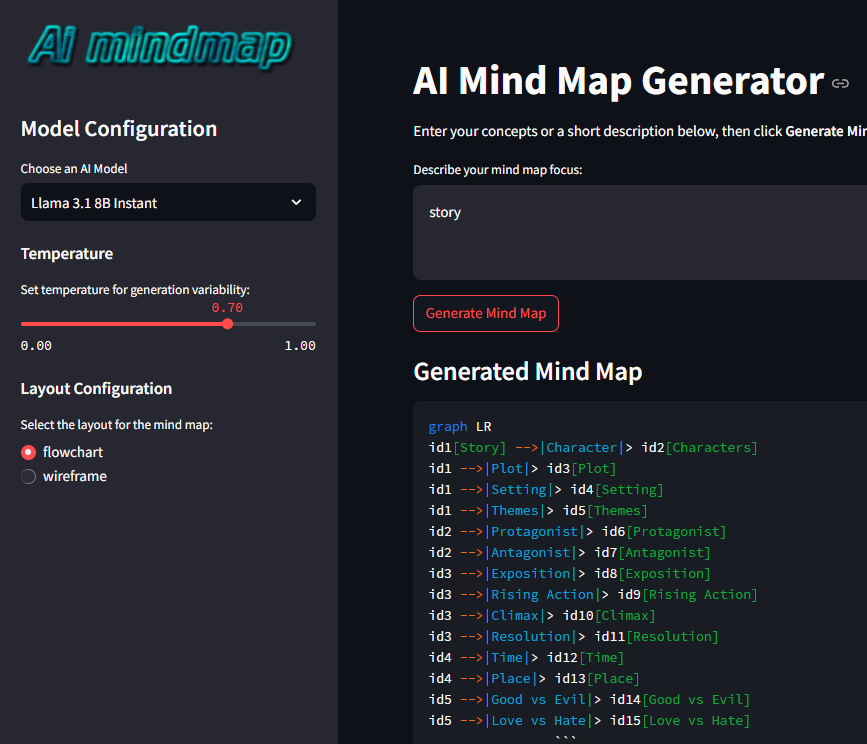 Ai mindmap
Model Configuration
Choose an AI Model
Llama 3.1 8B Instant
Temperature
Set temperature for generation variability:
0.70
0.00 1.00
Layout Configuration
Select the layout for the mind map:
flowchart
wireframe
AI Mind Map Generator
Enter your concepts or a short description below, then click Generate Min
Describe your mind map focus:
story
Generate Mind Map
Generated Mind Map
graph LR
id1[Story] -->|Character|> id2[Characters]
id1 -->|Plot|> id3[Plot]
id1 -->|Setting|> id4[Setting]
id1 -->|Themes|> id5[Themes]
id2 -->|Protagonist|> id6[Protagonist]
id2 -->|Antagonist|> id7[Antagonist]
id3 -->|Exposition|> id8[Exposition]
id3 -->|Rising Action|> id9[Rising Action]
id3 -->|Climax|> id10[Climax]
id3 -->|Resolution|> id11[Resolution]
id4 -->|Time|> id12[Time]
id4 -->|Place|> id13[Place]
id5 -->|Good vs Evil|> id14[Good vs Evil]
id5 -->|Love vs Hate|> id15[Love vs Hate]
```